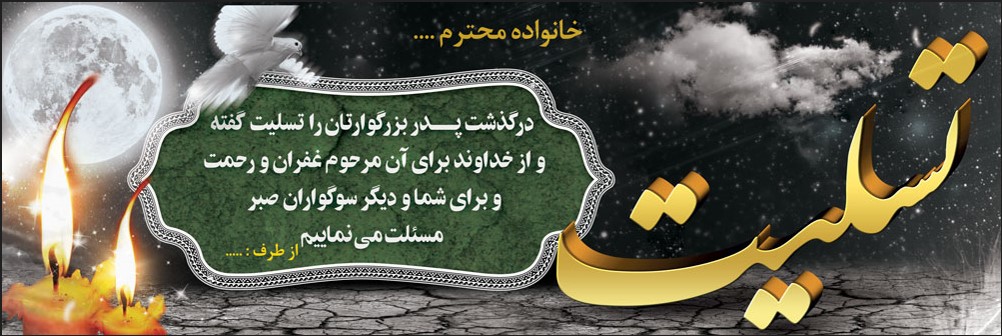 خانواده محترم ....
تسلیت
درگذشت پدر بزرگوارتان را تسلیت گفته
و از خداوند برای آن مرحوم غفران و رحمت
و برای شما و دیگر سوگواران صبر
مسئلت می نماییم
از طرف : .....